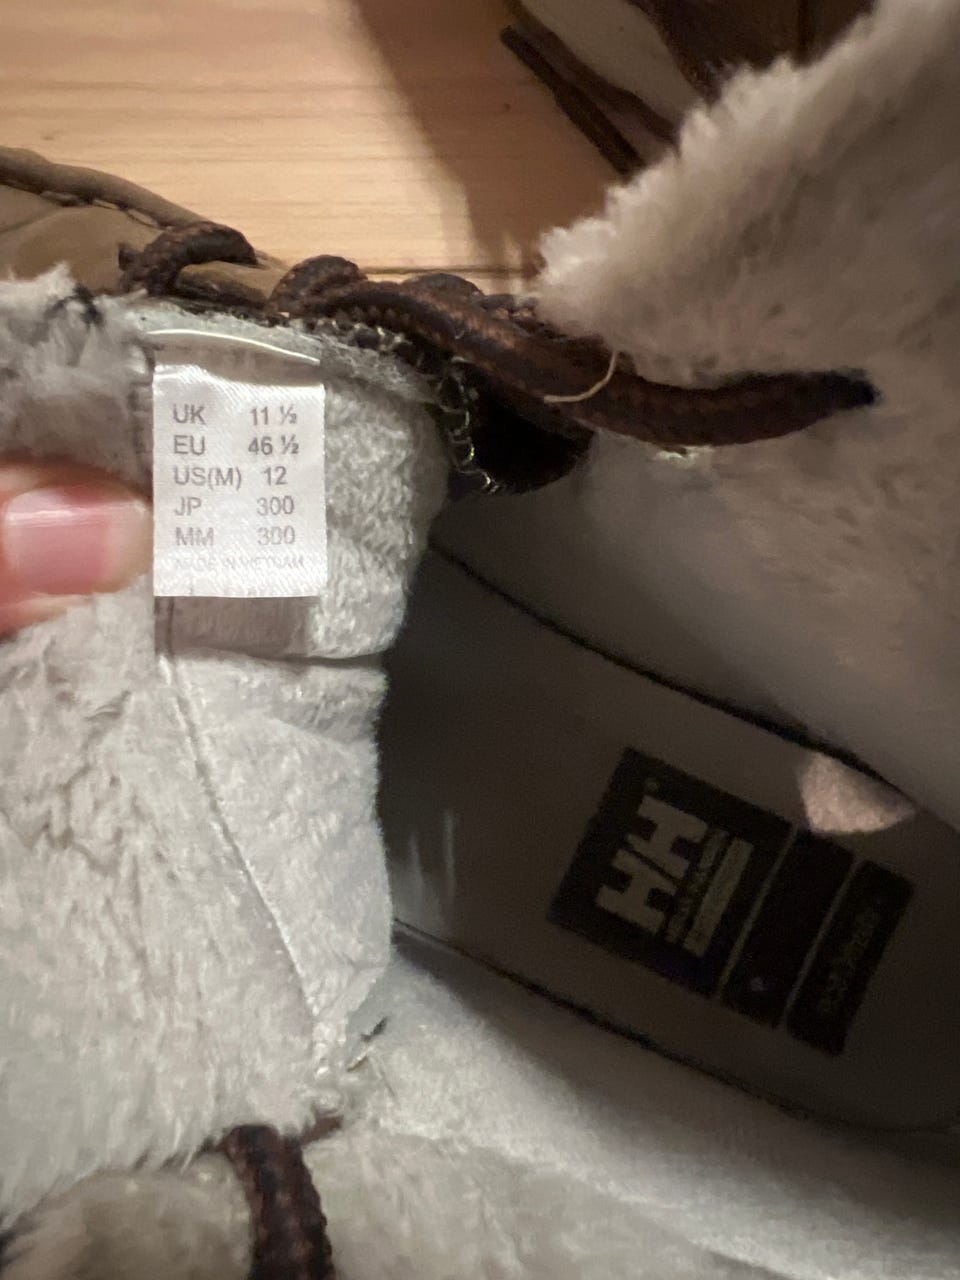 UK 11 ½
EU 46 ½
US(M) 12
JP 300
MM 300
MADE IN VIETNAM
HH